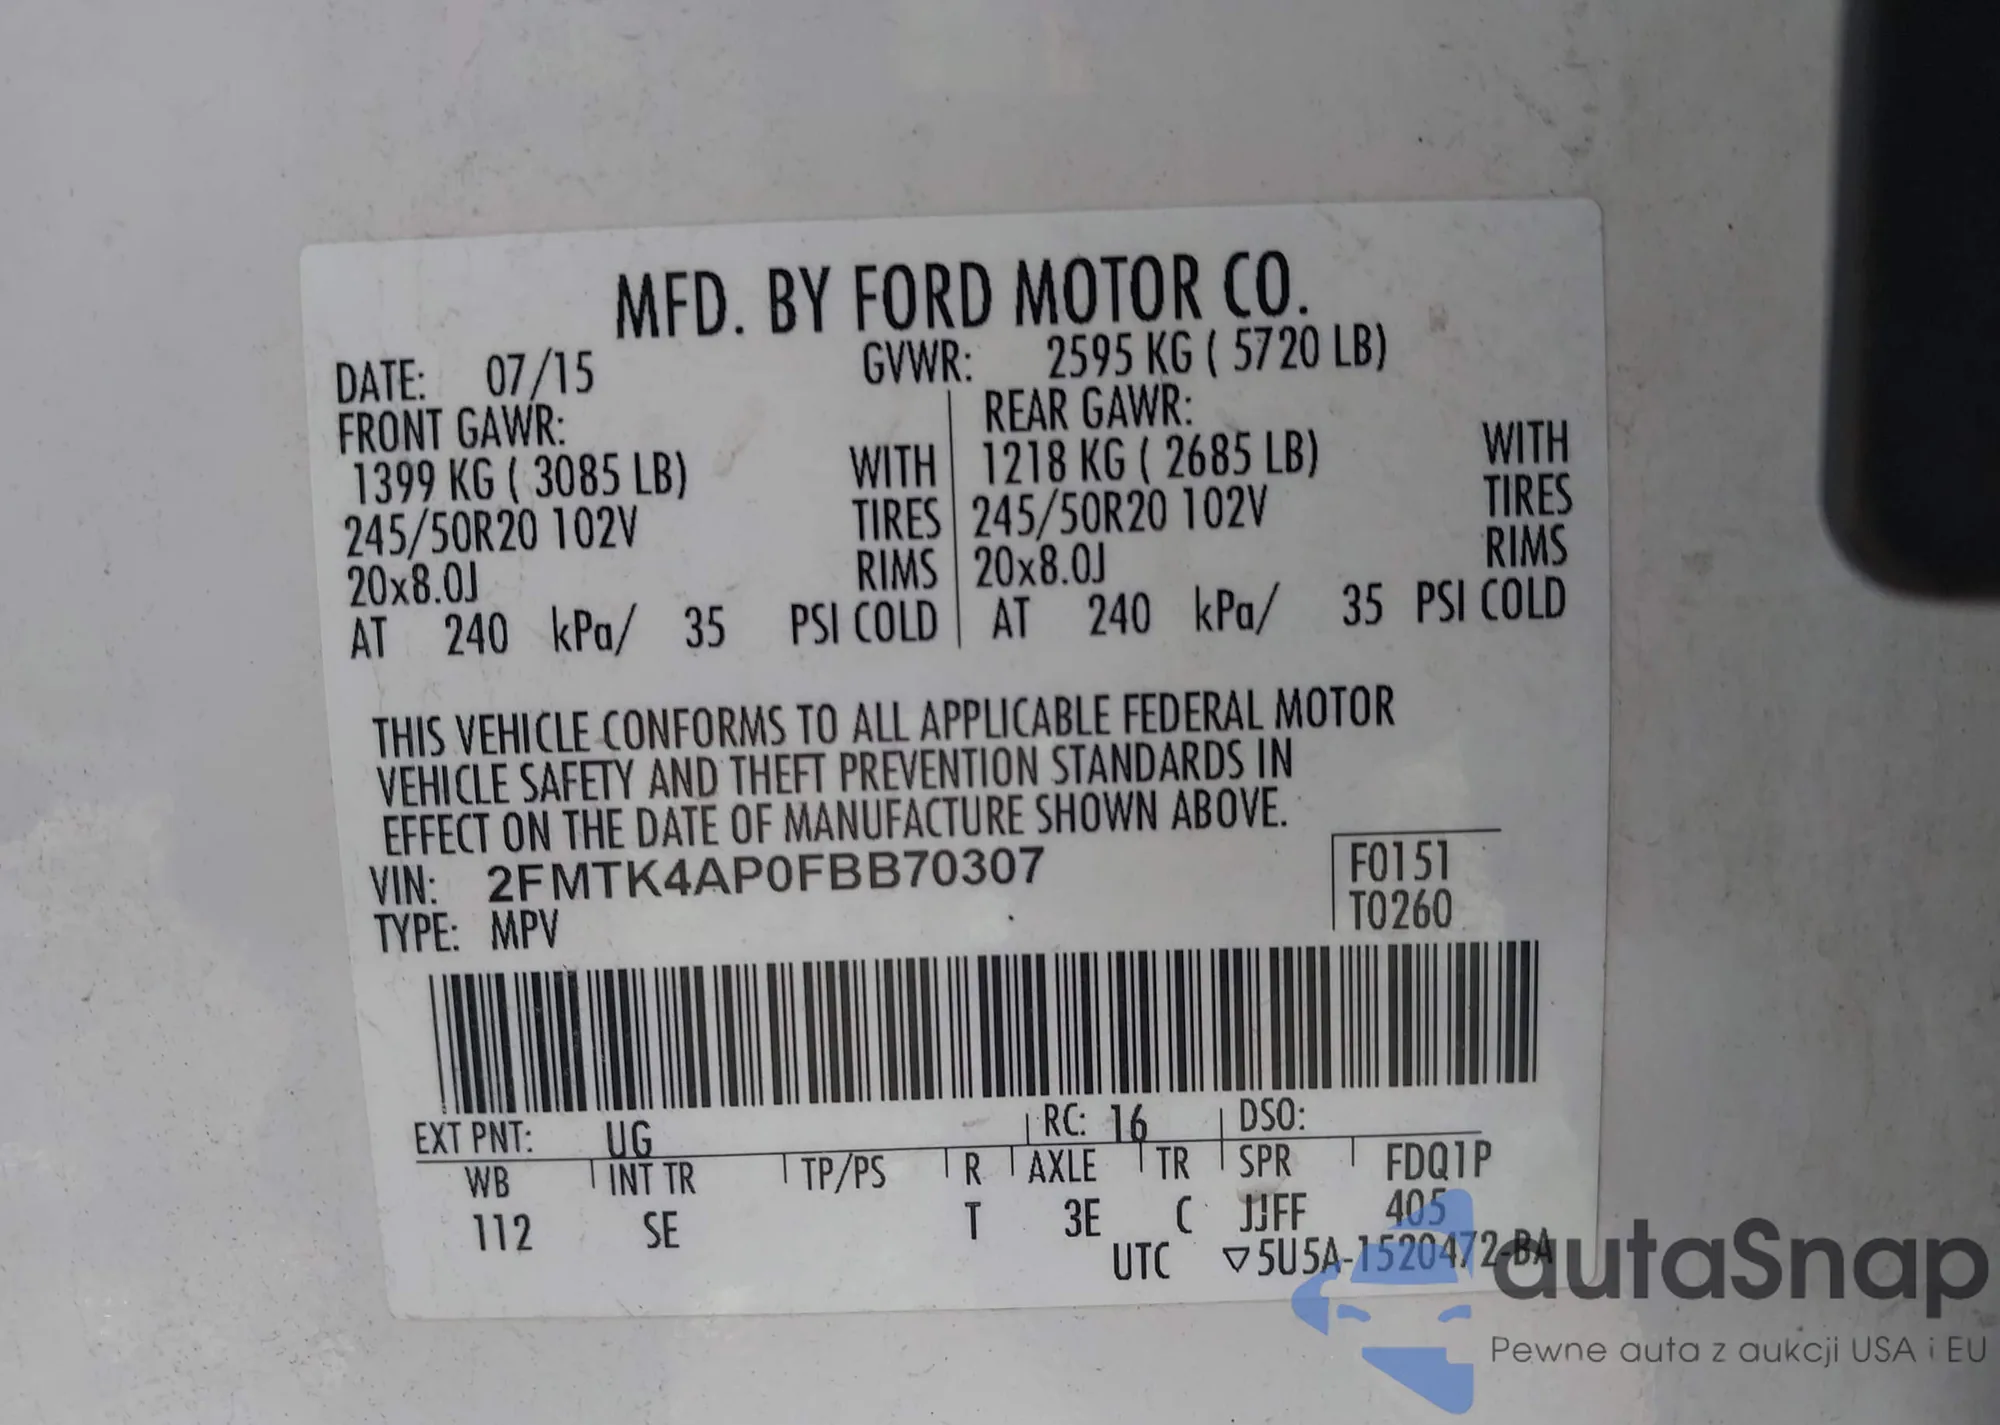 MFD. BY FORD MOTOR CO.
DATE: 07/15 GVWR: 2595 KG ( 5720 LB)
FRONT GAWR: REAR GAWR:
1399 KG ( 3085 LB) WITH 1218 KG ( 2685 LB) WITH
245/50R20 102V TIRES 245/50R20 102V TIRES
20x8.0J RIMS 20x8.0J RIMS
AT 240 kPa/ 35 PSI COLD AT 240 kPa/ 35 PSI COLD
THIS VEHICLE CONFORMS TO ALL APPLICABLE FEDERAL MOTOR
VEHICLE SAFETY AND THEFT PREVENTION STANDARDS IN
EFFECT ON THE DATE OF MANUFACTURE SHOWN ABOVE.
VIN: 2FMTK4AP0FBB70307 F0151
TYPE: MPV T0260
EXT PNT: UG RC: 16 DSO:
WB INT TR TP/PS R AXLE TR SPR FDQ1P
112 SE T 3E C JJFF 405
UTC ▽5U5A-1520472-BA
autaSnap
Pewne auta z aukcji USA i EU